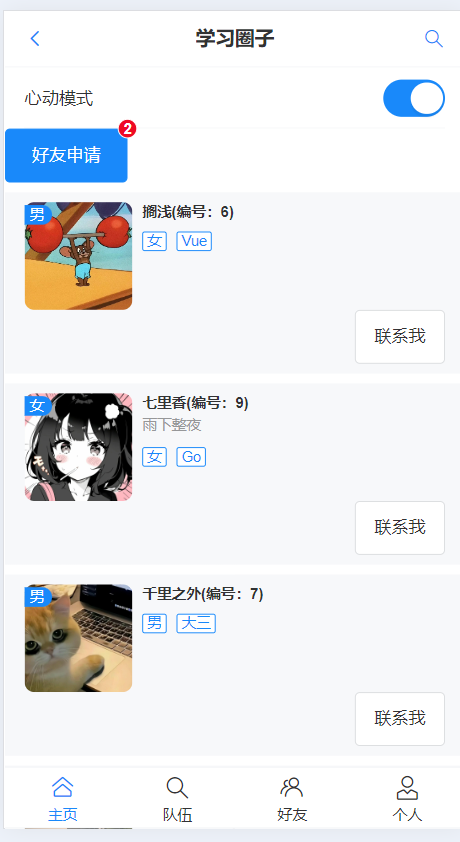 学习圈子
心动模式
2
好友申请
男
搁浅(编号：6)
女 Vue
联系我
女
七里香(编号：9)
雨下整夜
女 Go
联系我
男
千里之外(编号：7)
男 大三
联系我
主页 队伍 好友 个人